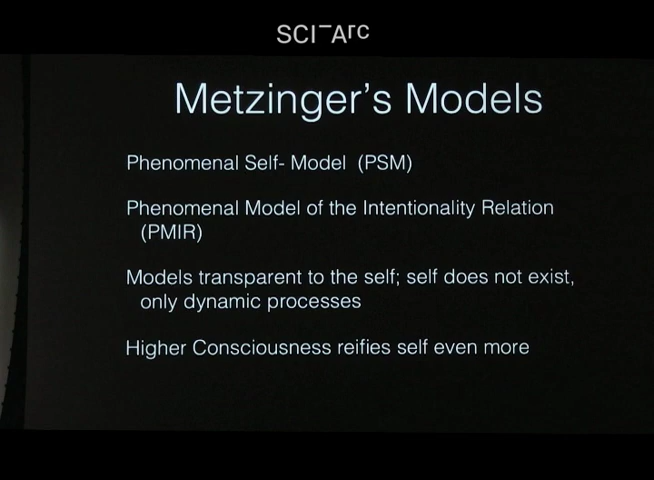 SCI-Arc
Metzinger's Models
Phenomenal Self- Model (PSM)
Phenomenal Model of the Intentionality Relation
(PMIR)
Models transparent to the self; self does not exist,
only dynamic processes
Higher Consciousness reifies self even more